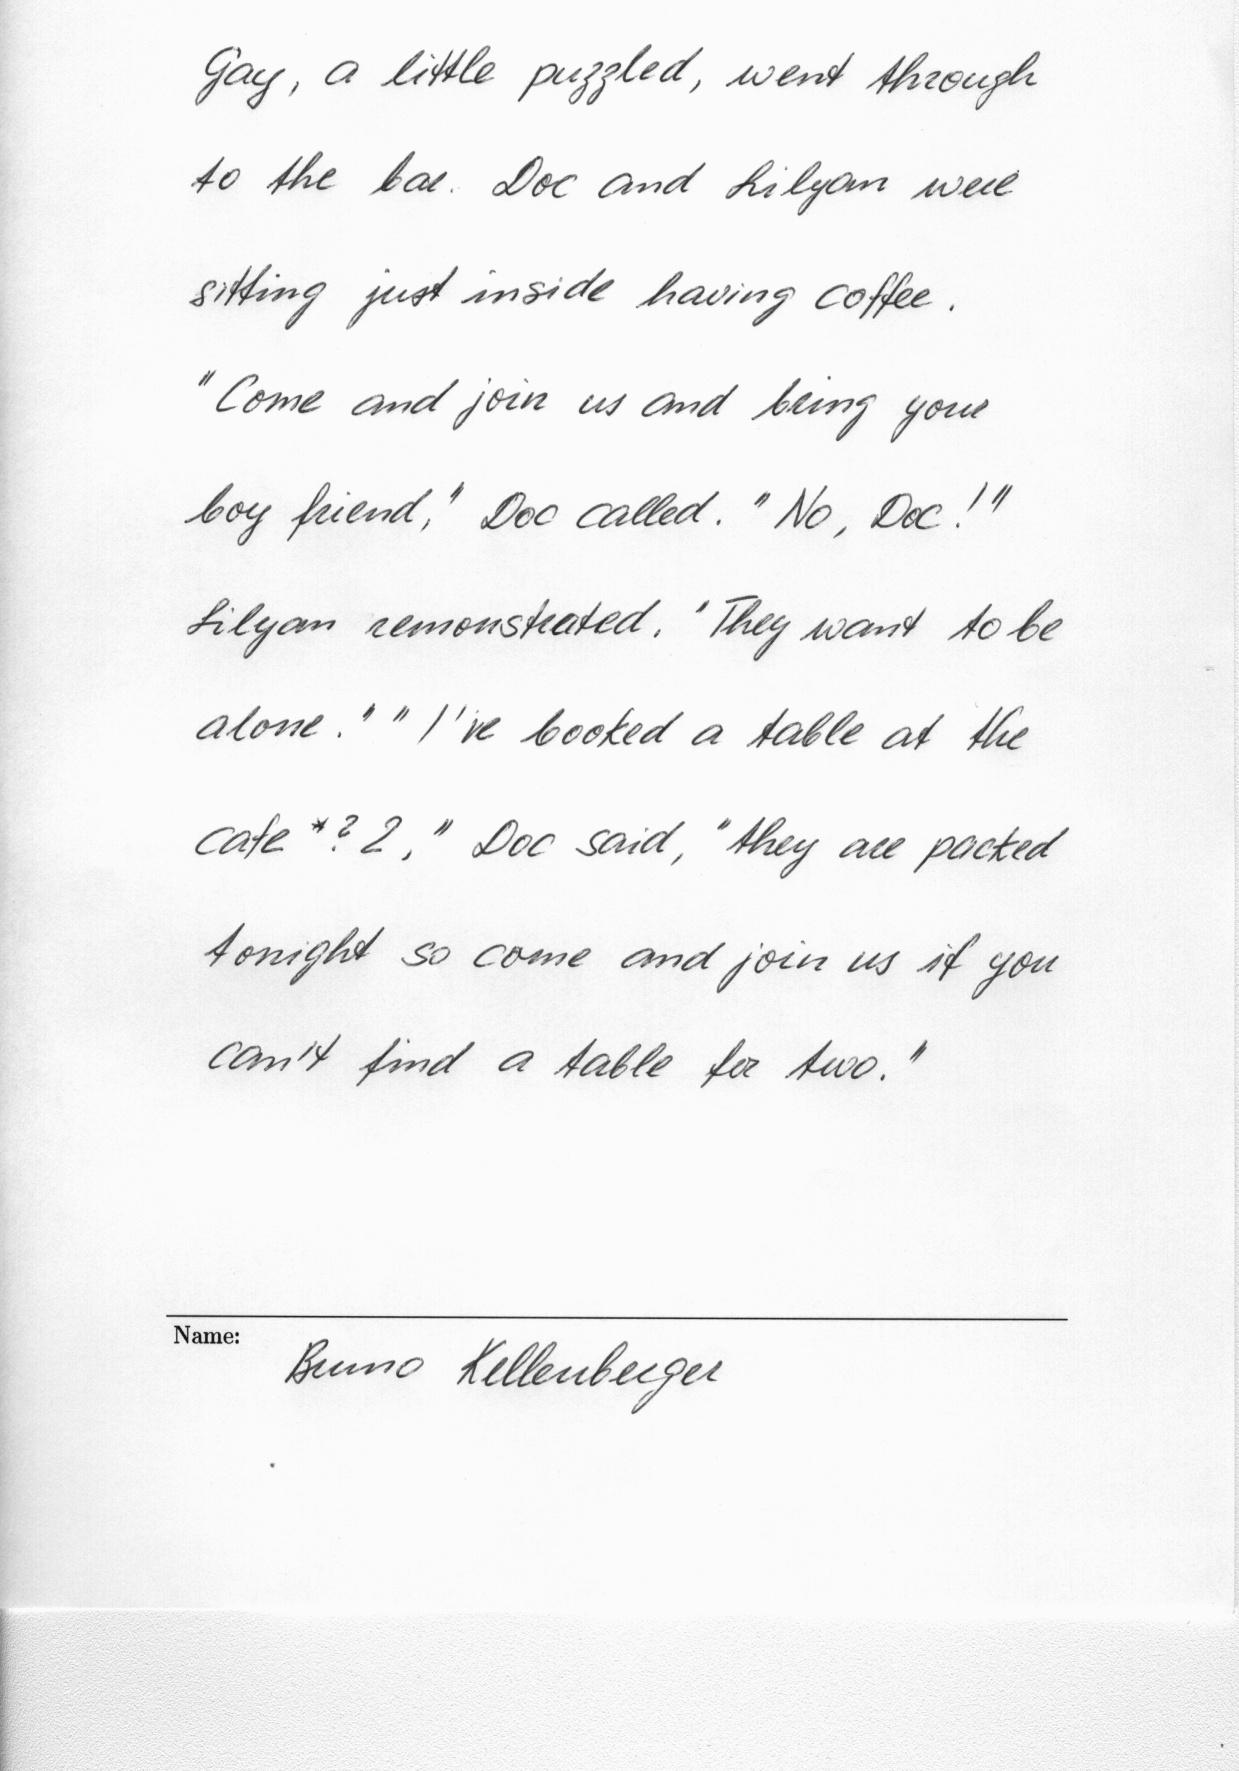 Gay, a little puzzled, went through
to the bar. Doc and Lilyan were
sitting just inside having coffee.
"Come and join us and bring your
boy friend," Doc called. "No, Doc!"
Lilyan remonstrated. "They want to be
alone." "I've booked a table at the
cafe *?2," Doc said, "they are packed
tonight so come and join us if you
can't find a table for two."
Name:
Bruno Kellenberger